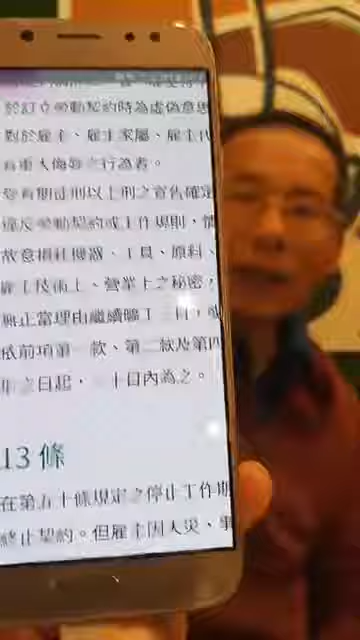 於訂立勞動契約時為虛偽意思
對於雇主、雇主家屬、雇主代
有重大侮辱之行為者。
受有期徒刑以上刑之宣告確定
違反勞動契約或工作規則，情
故意損耗機器、工具、原料、
雇主技術上、營業上之秘密，
無正當理由繼續曠工三日，或
依前項第一款、第二款及第四
形之日起，三十日內為之。
13 條
在第五十條規定之停止工作期
終止契約。但雇主因天災、事